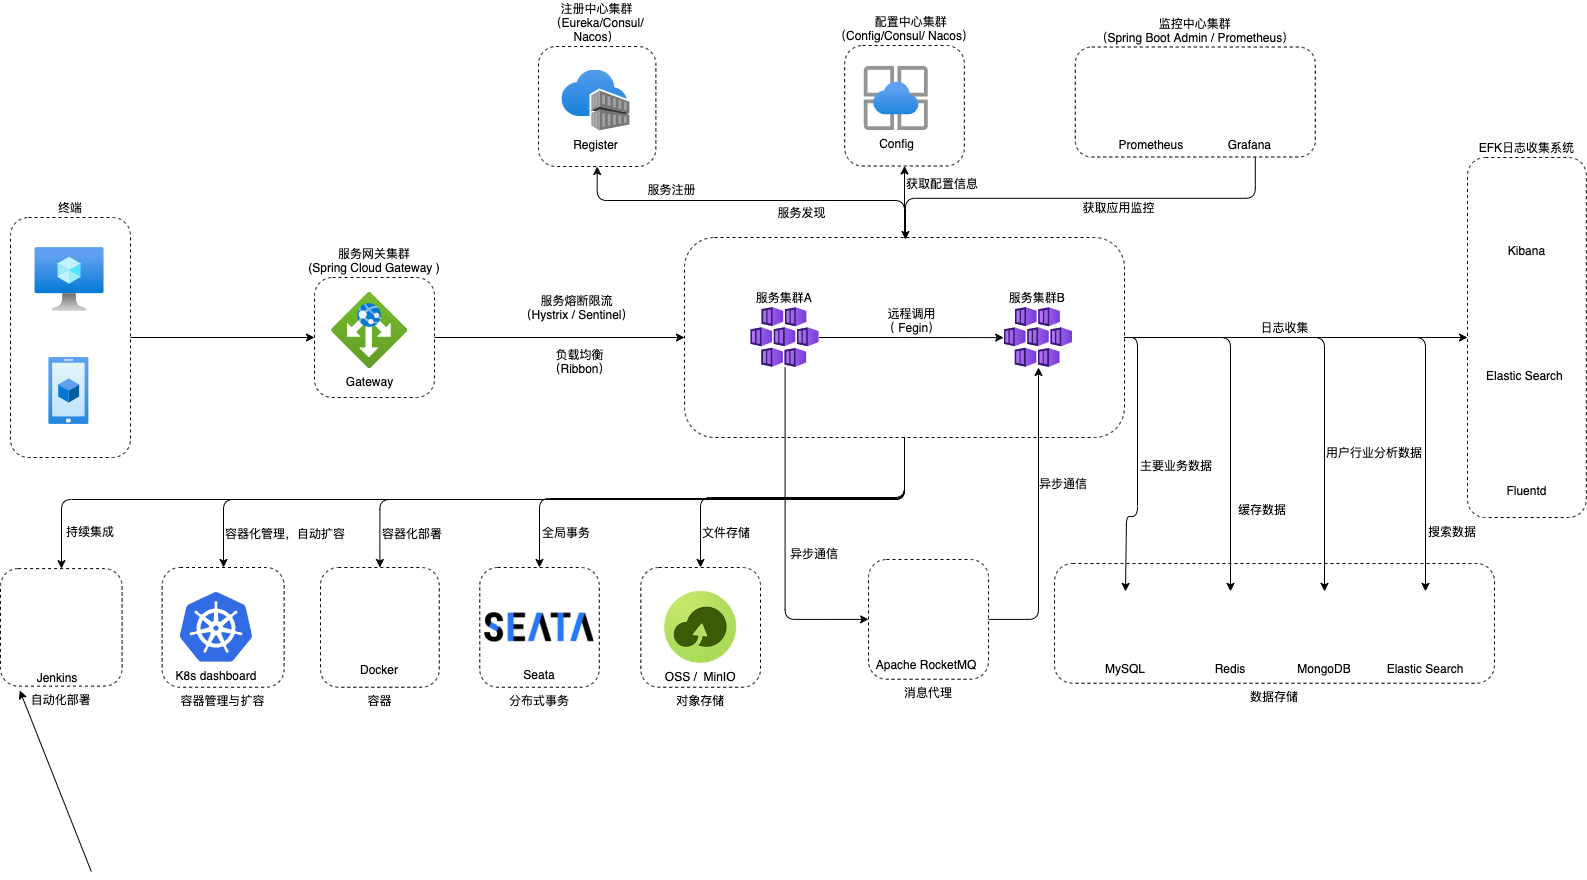 注册中心集群
（Eureka/Consul/
Nacos）
配置中心集群
（Config/Consul/ Nacos）
监控中心集群
（Spring Boot Admin / Prometheus）
Register
Config
Prometheus
Grafana
EFK日志收集系统
服务注册
获取配置信息
服务发现
获取应用监控
终端
服务网关集群
(Spring Cloud Gateway )
Gateway
服务熔断限流
(Hystrix / Sentinel)
负载均衡
(Ribbon)
服务集群A
远程调用
（ Fegin）
服务集群B
日志收集
Kibana
Elastic Search
Fluentd
主要业务数据
用户行业分析数据
异步通信
缓存数据
搜索数据
持续集成
容器化管理，自动扩容
容器化部署
全局事务
文件存储
异步通信
Jenkins
K8s dashboard
Docker
SEATA
Seata
OSS / MinIO
Apache RocketMQ
MySQL
Redis
MongoDB
Elastic Search
自动化部署
容器管理与扩容
容器
分布式事务
对象存储
消息代理
数据存储